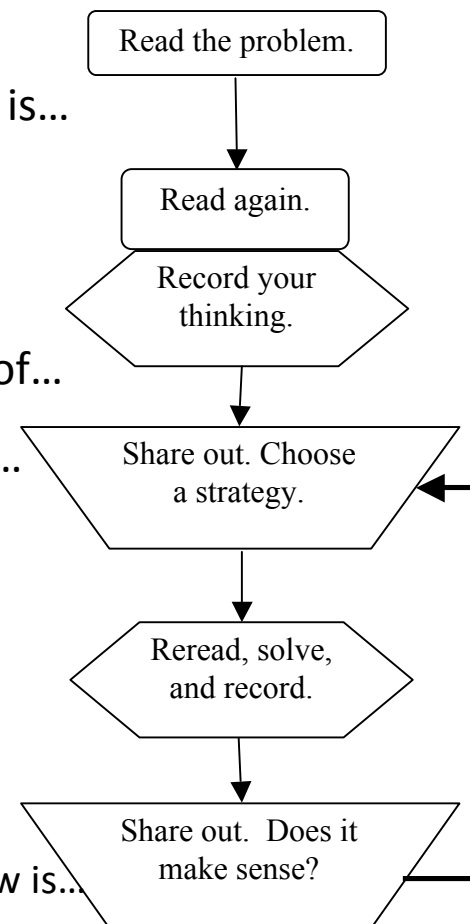 Read the problem.
is...
Read again.
Record your
thinking.
of...
...
Share out. Choose
a strategy.
Reread, solve,
and record.
Share out.  Does it
make sense?
w is...